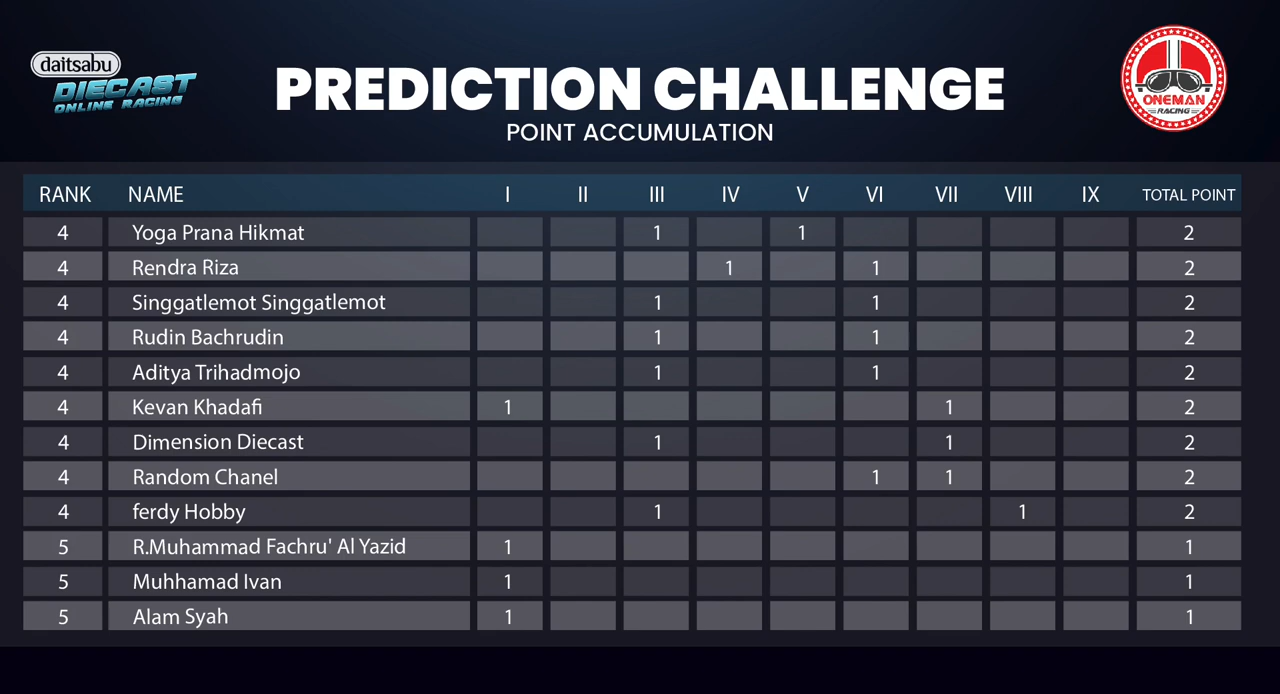 daitsabu
DIECAST
ONLINE RACING
PREDICTION CHALLENGE
POINT ACCUMULATION
ONEMAN
RACING
RANK NAME I II III IV V VI VII VIII IX TOTAL POINT
4 Yoga Prana Hikmat 1 1 2
4 Rendra Riza 1 1 2
4 Singgatlemot Singgatlemot 1 1 2
4 Rudin Bachrudin 1 1 2
4 Aditya Trihadmojo 1 1 2
4 Kevan Khadafi 1 1 2
4 Dimension Diecast 1 1 2
4 Random Chanel 1 1 2
4 ferdy Hobby 1 1 2
5 R.Muhammad Fachru' Al Yazid 1 1
5 Muhhamad Ivan 1 1
5 Alam Syah 1 1